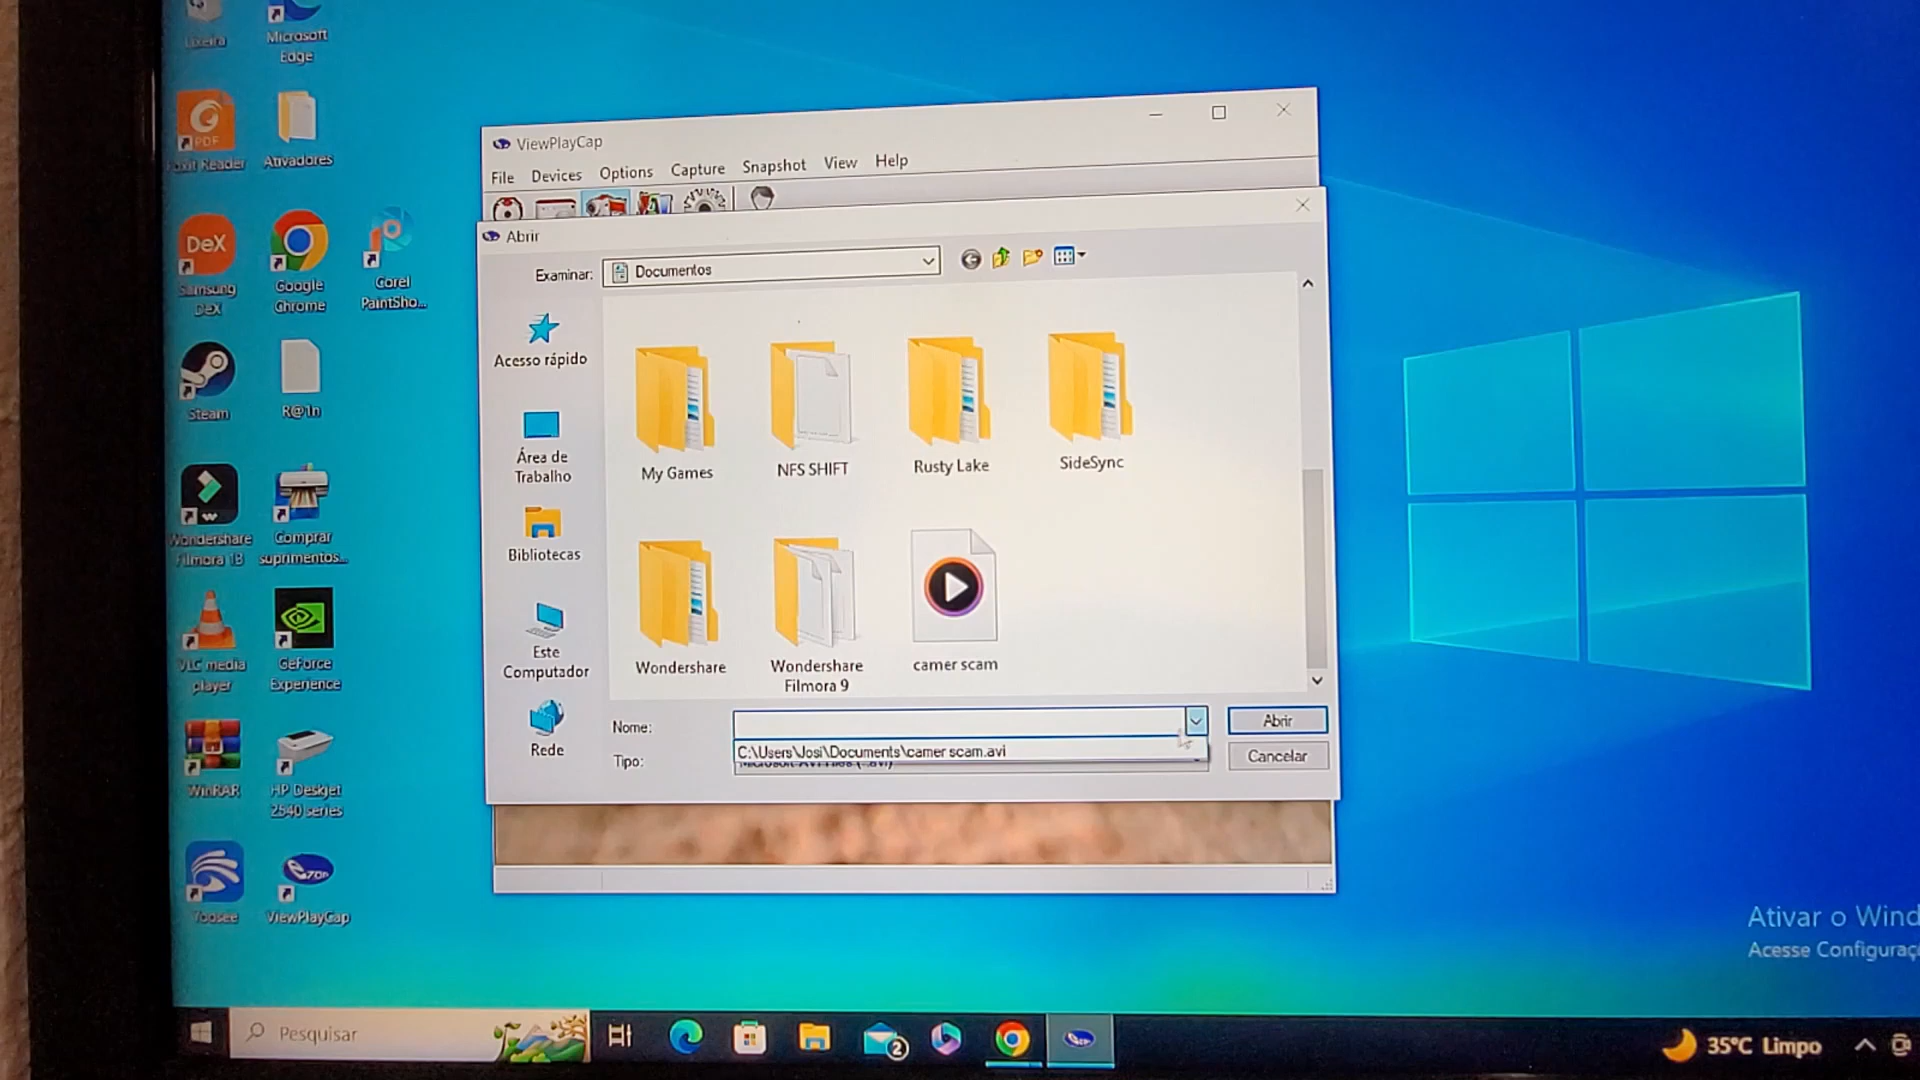 Lixeira
Microsoft
Edge
PDF
Foxit Reader
Ativadores
DeX
Samsung
DeX
Google
Chrome
Corel
PaintSho...
Steam
R@1n
Wondershare
Filmora 13
Comprar
suprimentos...
VLC media
player
GeForce
Experience
WinRAR
HP Deskjet
2540 series
Yoosee
ViewPlayCap
ViewPlayCap
File Devices Options Capture Snapshot View Help
Abrir
Examinar:
Documentos
Acesso rápido
Área de
Trabalho
Bibliotecas
Este
Computador
Rede
My Games
NFS SHIFT
Rusty Lake
SideSync
Wondershare
Wondershare
Filmora 9
camer scam
Nome:
Abrir
C:\Users\Josi\Documents\camer scam.avi
Tipo:
Cancelar
Ativar o Wind
Acesse Configuraç
Pesquisar
2
35°C Limpo